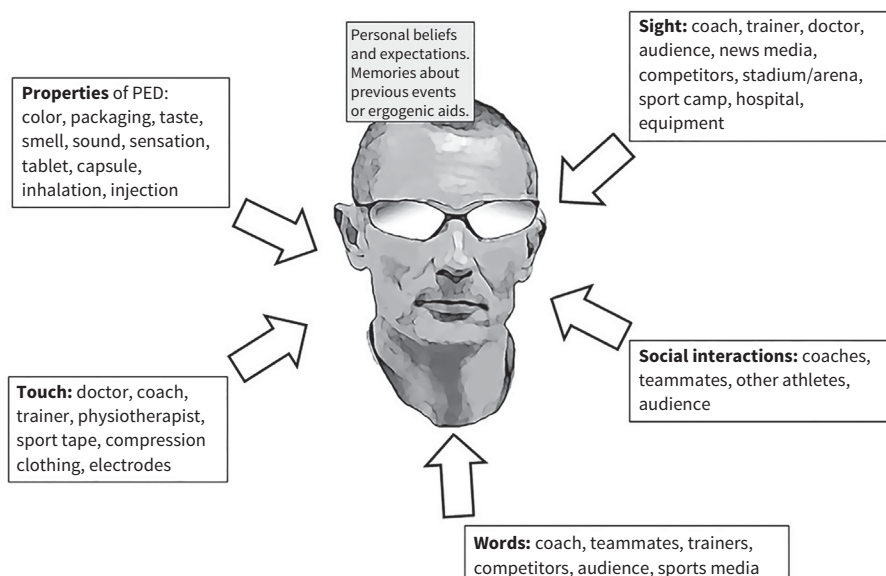 Personal beliefs
and expectations.
Memories about
previous events
or ergogenic aids.
Sight: coach, trainer, doctor,
audience, news media,
competitors, stadium/arena,
sport camp, hospital,
equipment
Properties of PED:
color, packaging, taste,
smell, sound, sensation,
tablet, capsule,
inhalation, injection
Social interactions: coaches,
teammates, other athletes,
audience
Touch: doctor, coach,
trainer, physiotherapist,
sport tape, compression
clothing, electrodes
Words: coach, teammates, trainers,
competitors, audience, sports media